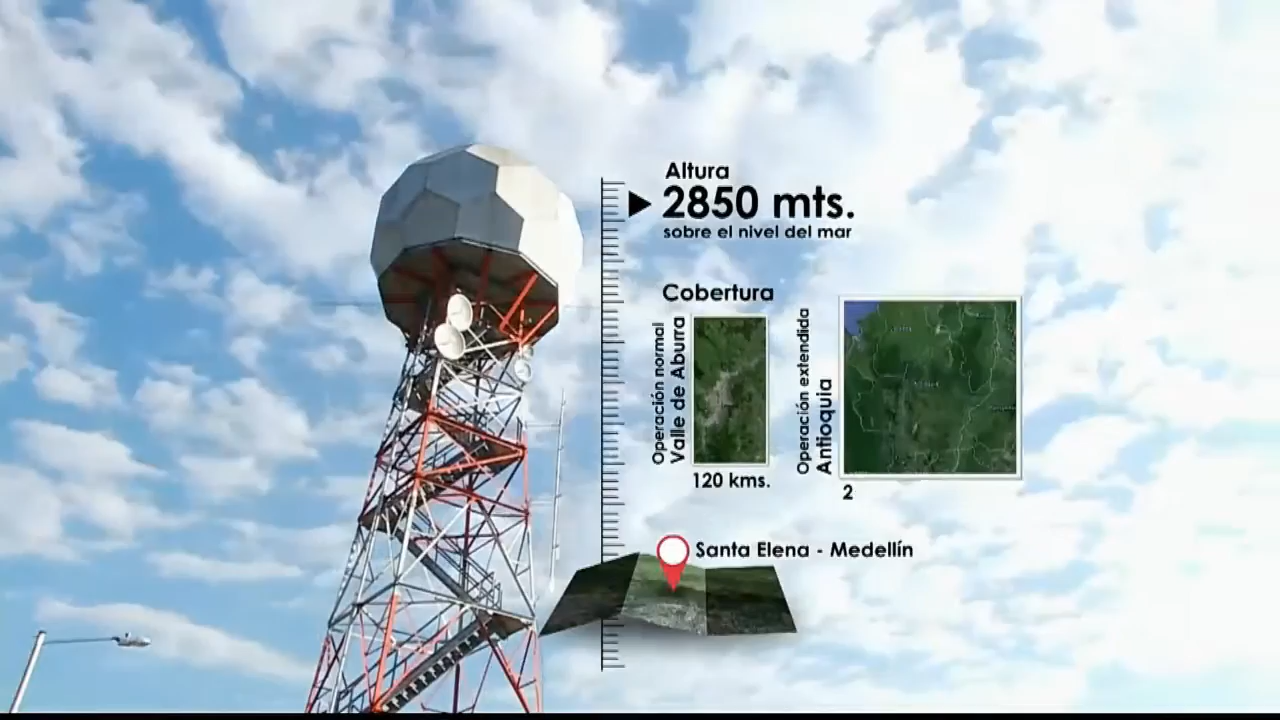 Altura
2850 mts.
sobre el nivel del mar
Cobertura
Operación normal
Valle de Aburra
120 kms.
Operación extendida
Antioquia
2
Santa Elena - Medellín